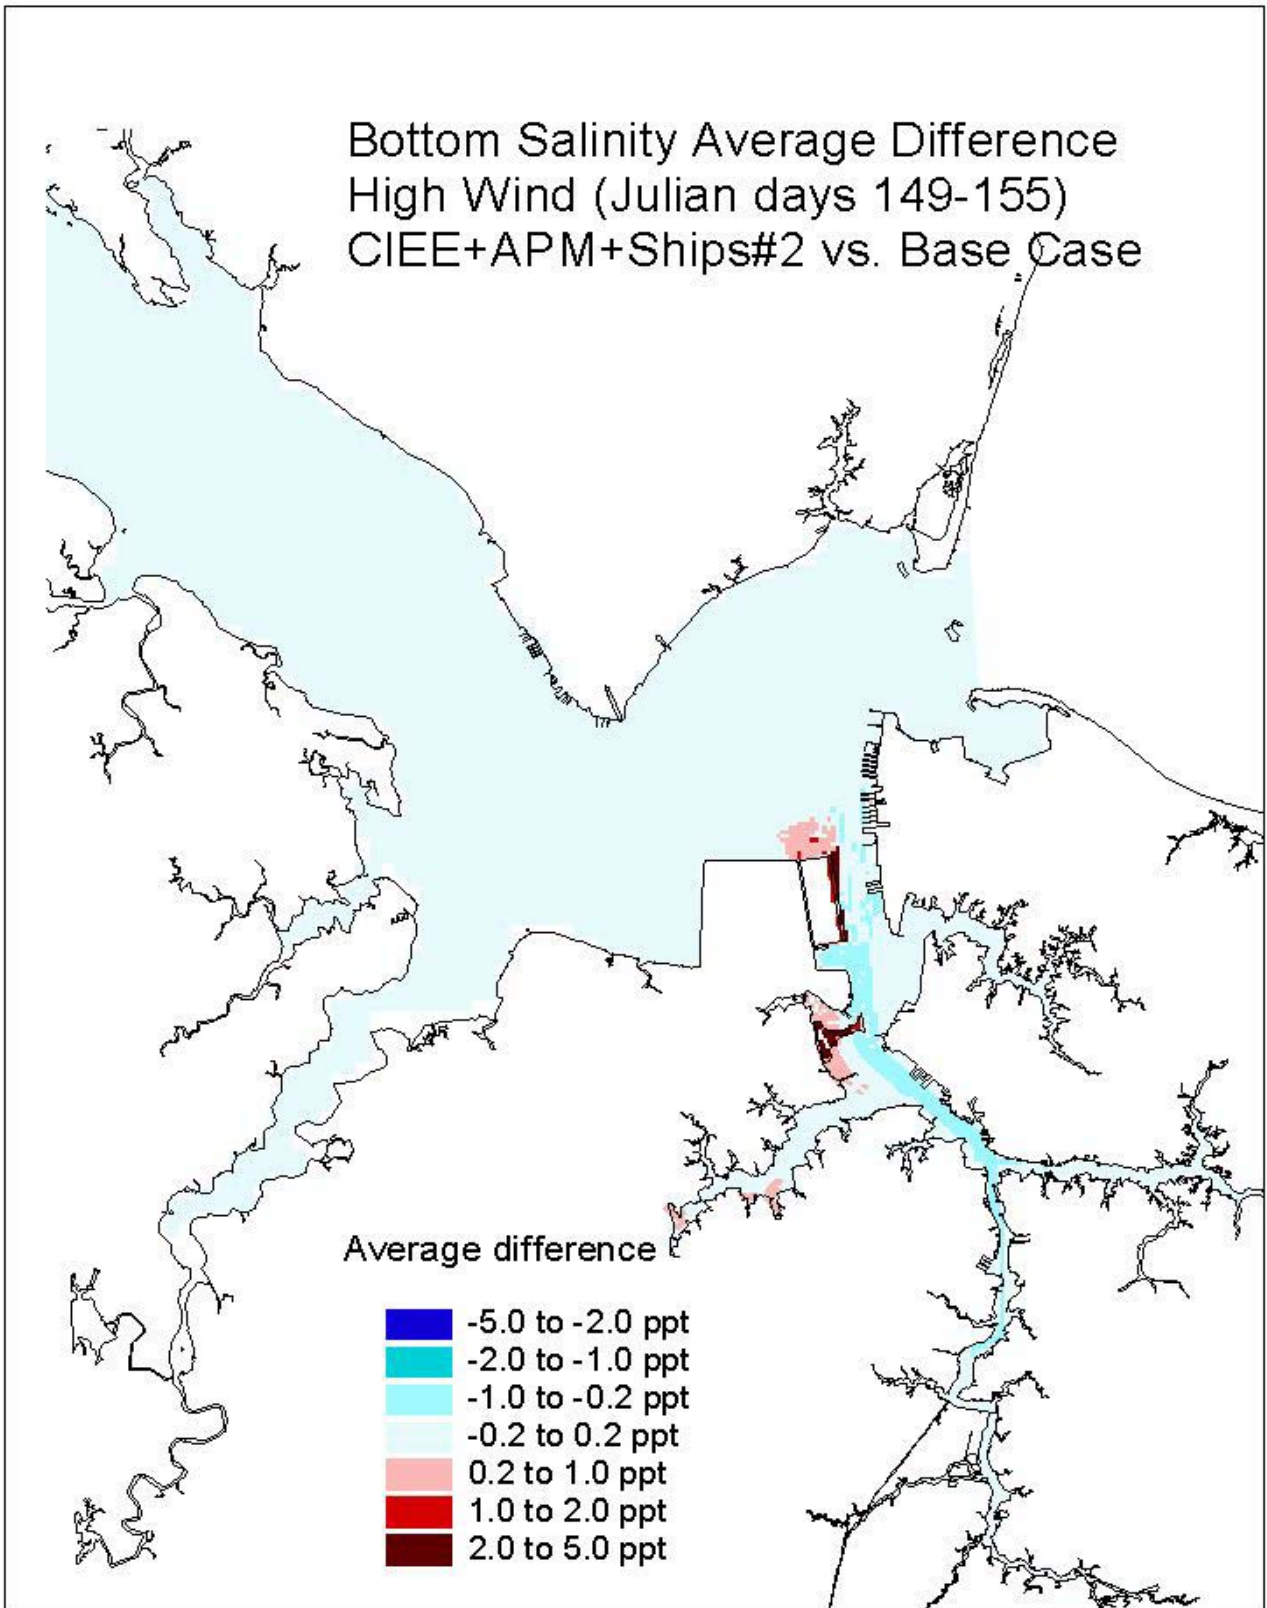 Bottom Salinity Average Difference
High Wind (Julian days 149-155)
CIEE+APM+Ships#2 vs. Base Case
Average difference
-5.0 to -2.0 ppt
-2.0 to -1.0 ppt
-1.0 to -0.2 ppt
-0.2 to 0.2 ppt
0.2 to 1.0 ppt
1.0 to 2.0 ppt
2.0 to 5.0 ppt